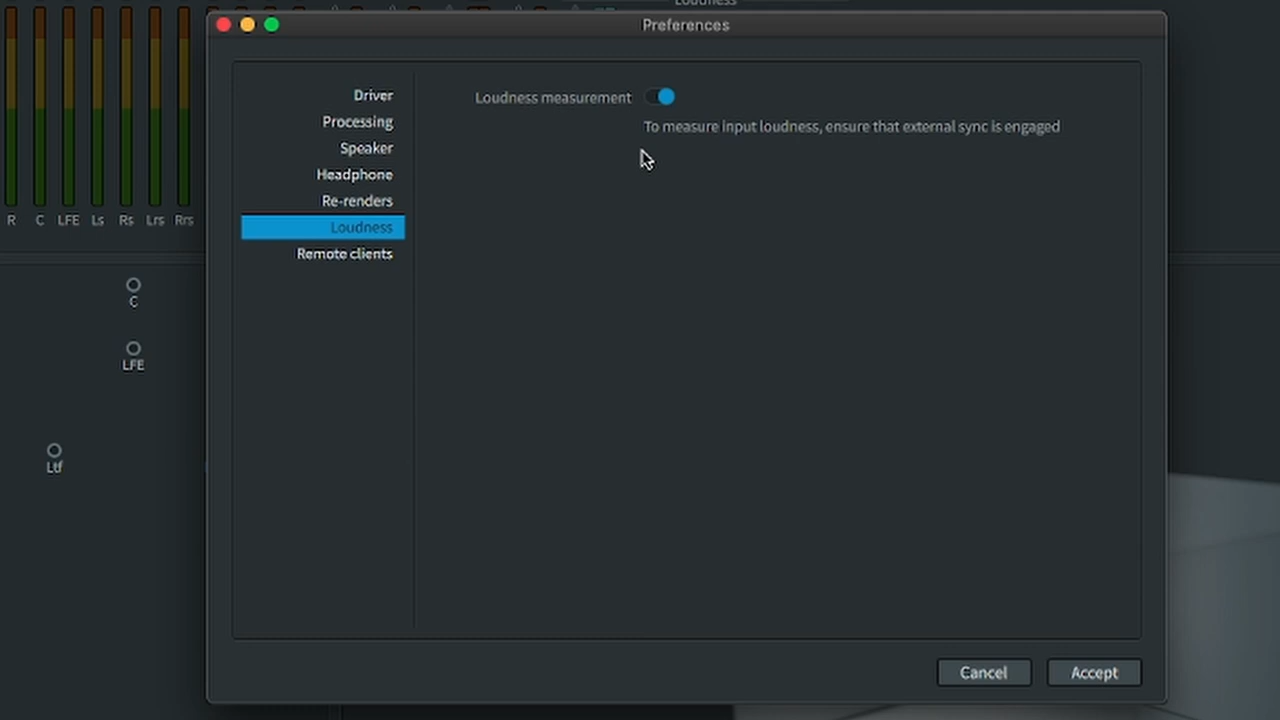 Loudness
Preferences
Driver
Processing
Speaker
Headphone
Re-renders
Loudness
Remote clients
Loudness measurement
To measure input loudness, ensure that external sync is engaged
R C LFE Ls Rs Lrs Rrs
C
LFE
Ltf
Cancel
Accept